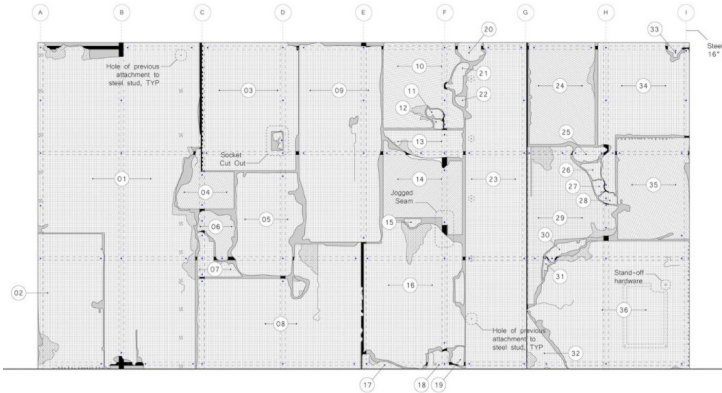 A B C D E F G H I
20
33
Steel
16"
Hole of previous
attachment to
steel stud, TYP
10
21
03
09
22
24
34
11
12
Socket
Cut Out
13
25
01
14
23
26
27
35
04
Jogged
Seam
28
05
15
29
06
30
07
31
Stand-off
hardware
02
16
36
08
Hole of previous
attachment to
steel stud, TYP
32
17
18
19